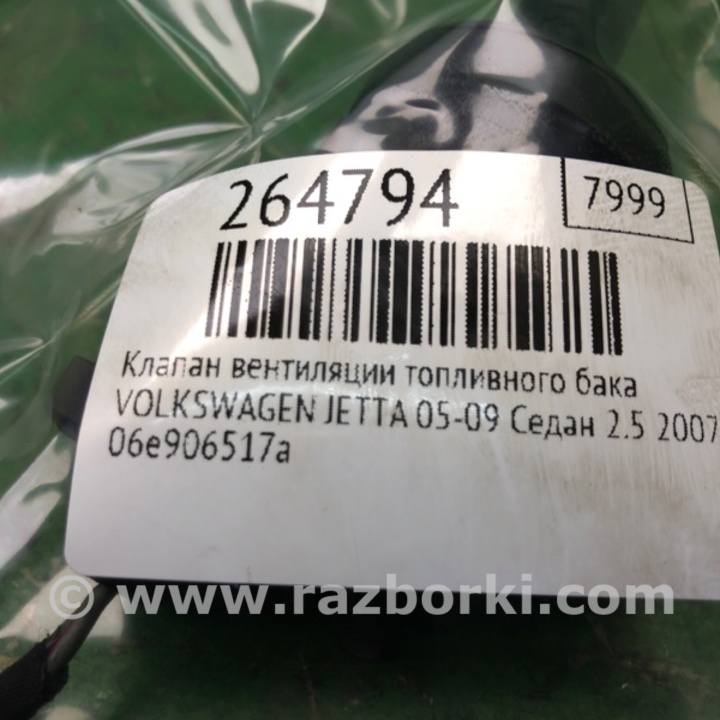 264794
7999
Клапан вентиляции топливного бака
VOLKSWAGEN JETTA 05-09 Седан 2.5 2007
06e906517a
© www.razborki.com